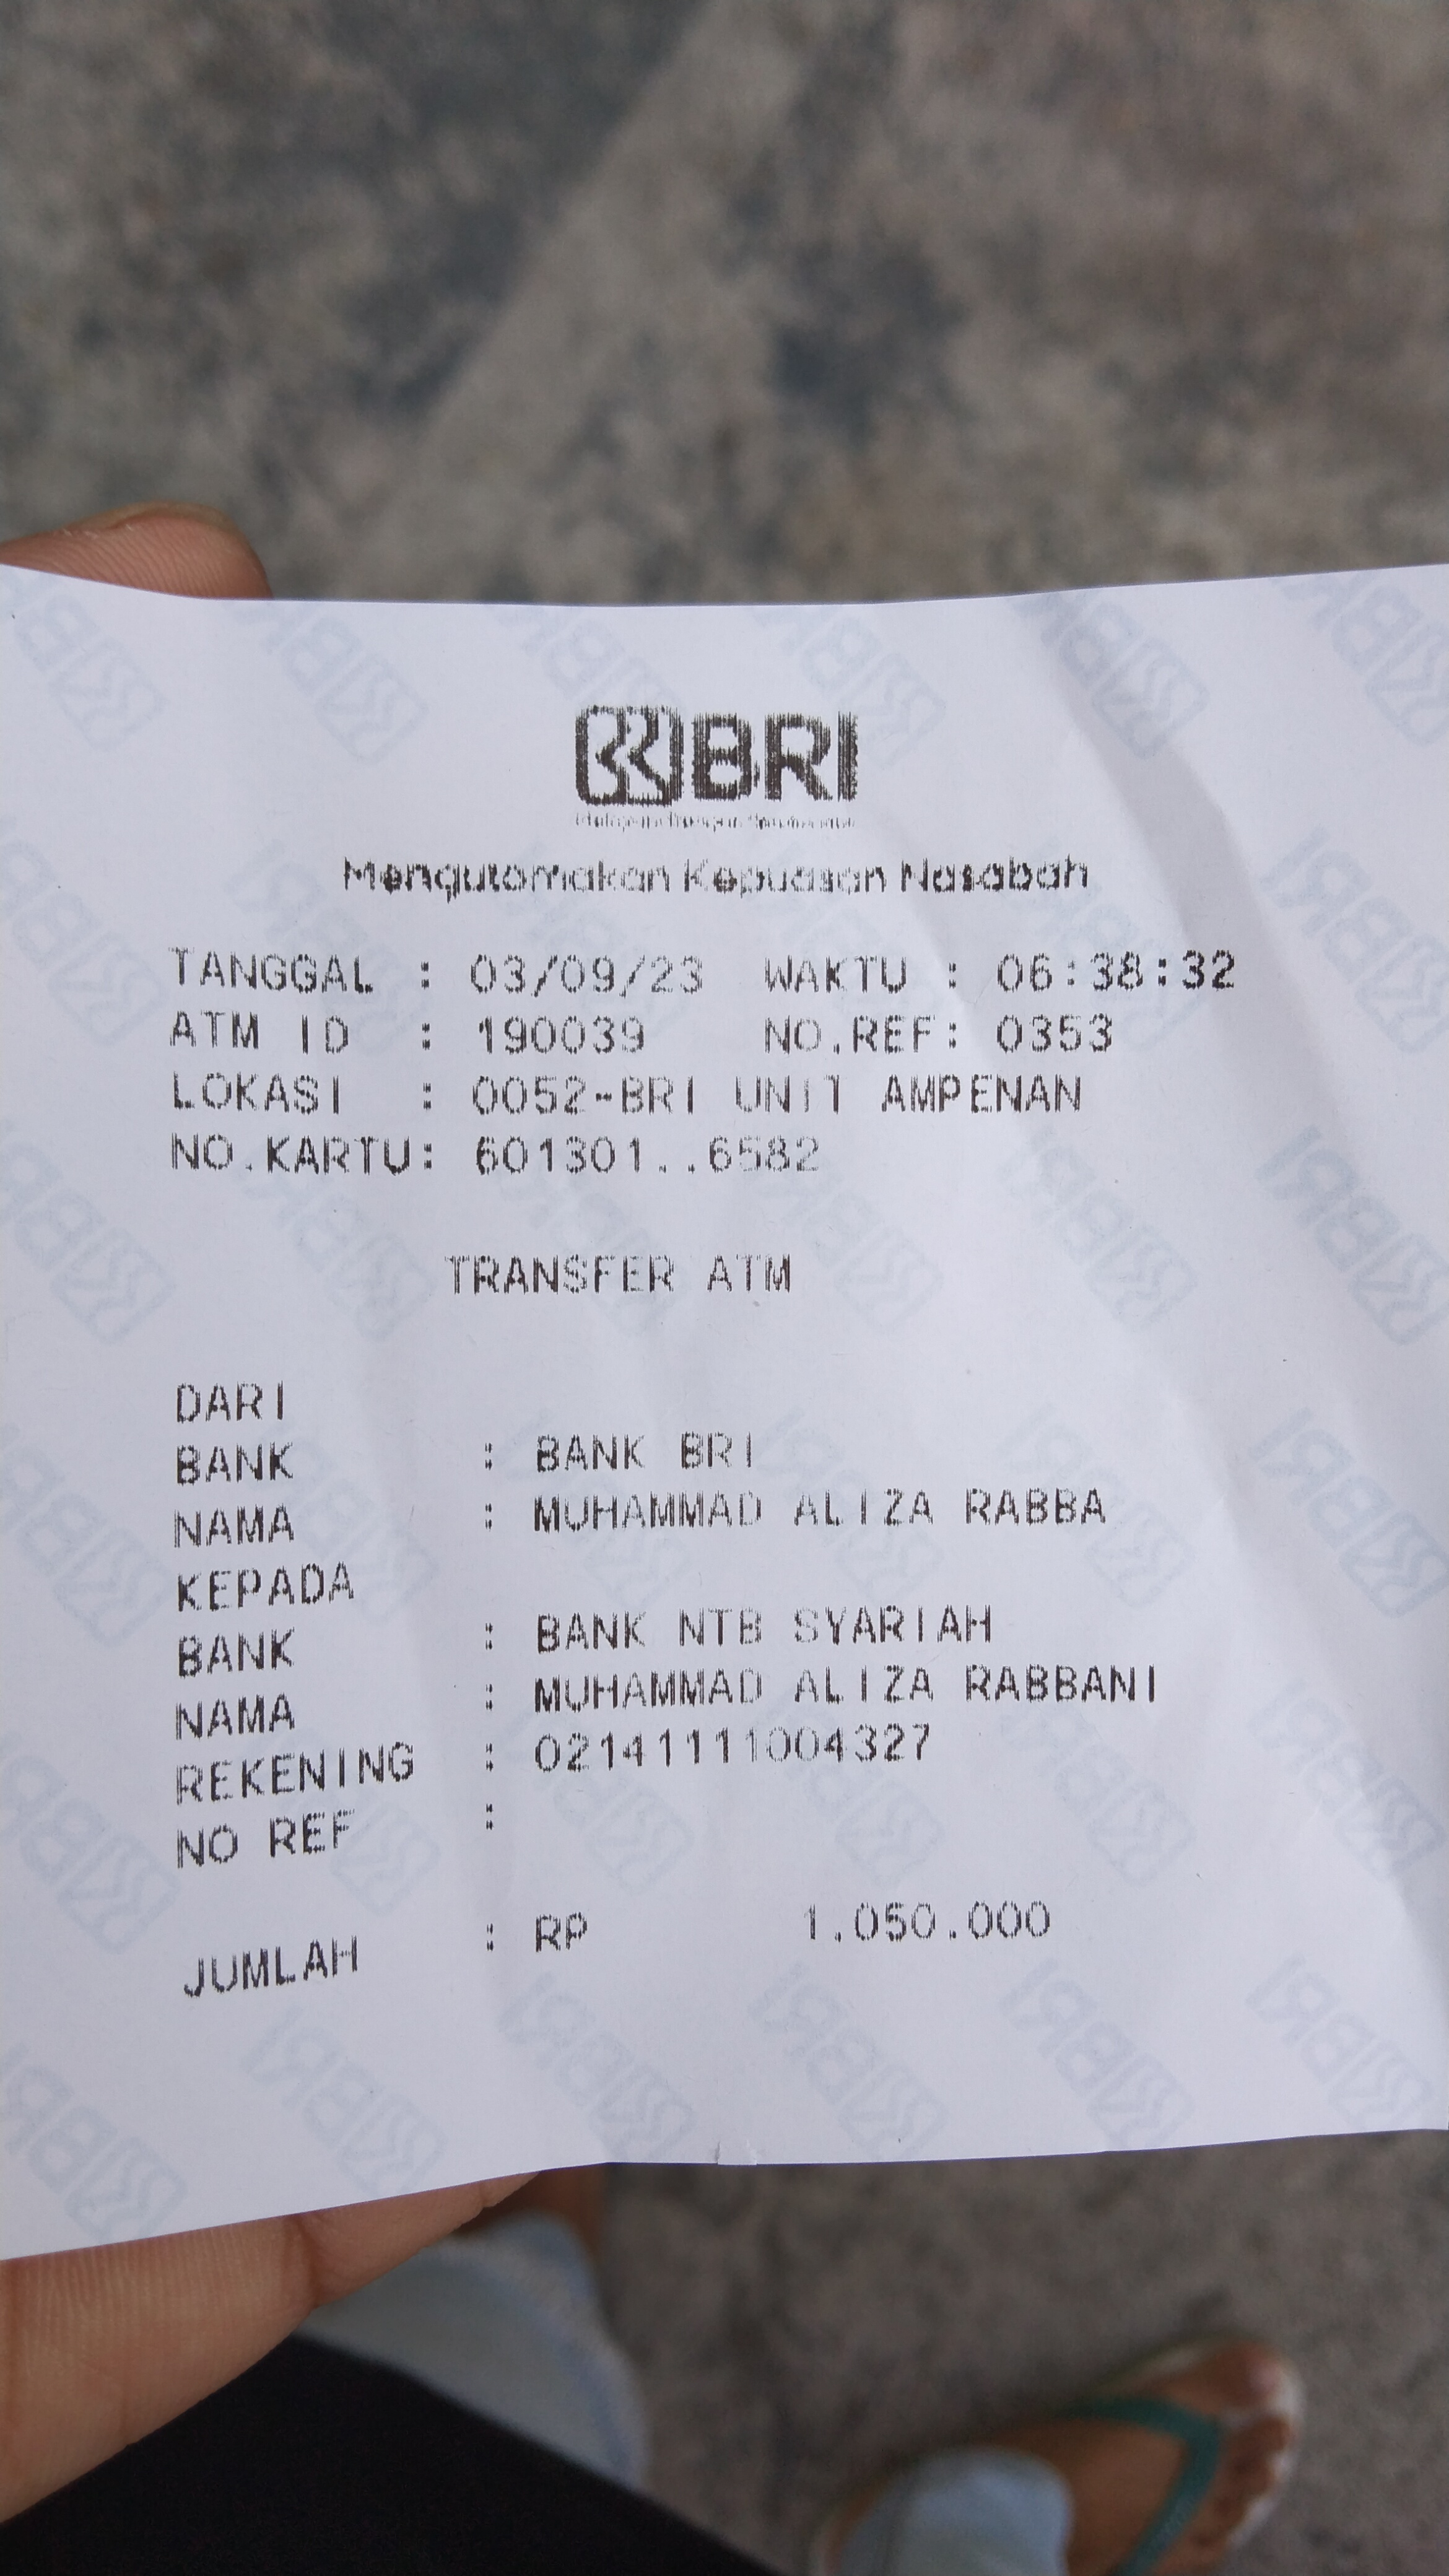 BRI
Mengutamakan Kepuasan Nasabah
TANGGAL : 03/09/23 WAKTU : 06:38:32
ATM ID : 190039 NO.REF: 0353
LOKASI : 0052-BRI UNIT AMPENAN
NO.KARTU: 601301..6582
TRANSFER ATM
DARI
BANK : BANK BRI
NAMA : MUHAMMAD ALIZA RABBA
KEPADA
BANK : BANK NTB SYARIAH
NAMA : MUHAMMAD ALIZA RABBANI
REKENING : 02141111004327
NO REF :
JUMLAH : RP 1.050.000